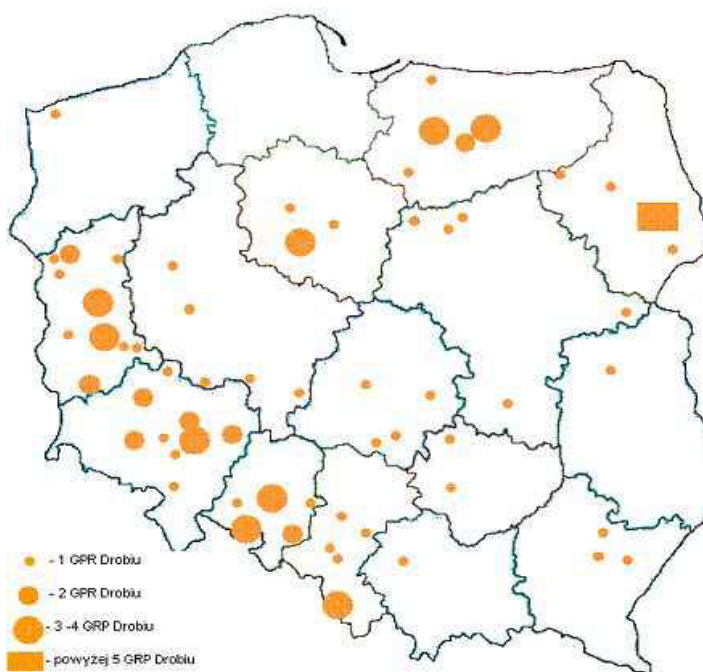 - 1 GPR Drobiu
- 2 GPR Drobiu
- 3 -4 GRP Drobiu
- powyżej 5 GRP Drobiu